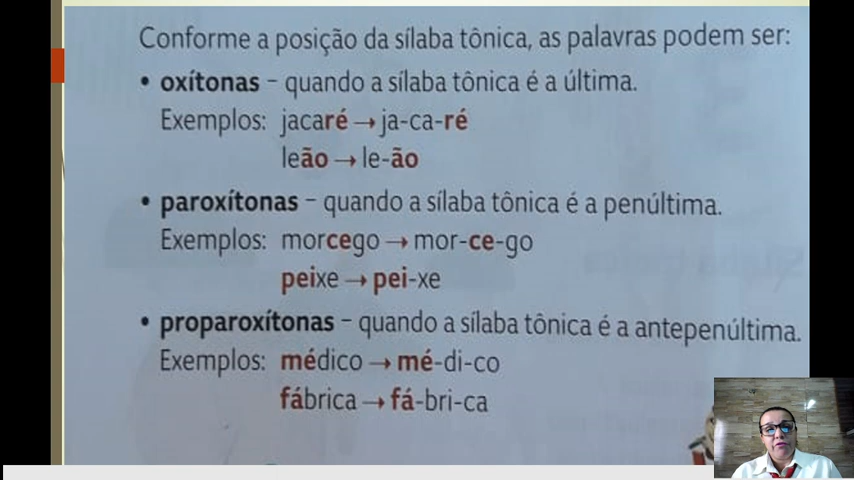 Conforme a posição da sílaba tônica, as palavras podem ser:
• oxítonas – quando a sílaba tônica é a última.
Exemplos: jacaré → ja-ca-ré
leão → le-ão
• paroxítonas – quando a sílaba tônica é a penúltima.
Exemplos: morcego → mor-ce-go
peixe → pei-xe
• proparoxítonas – quando a sílaba tônica é a antepenúltima.
Exemplos: médico → mé-di-co
fábrica → fá-bri-ca